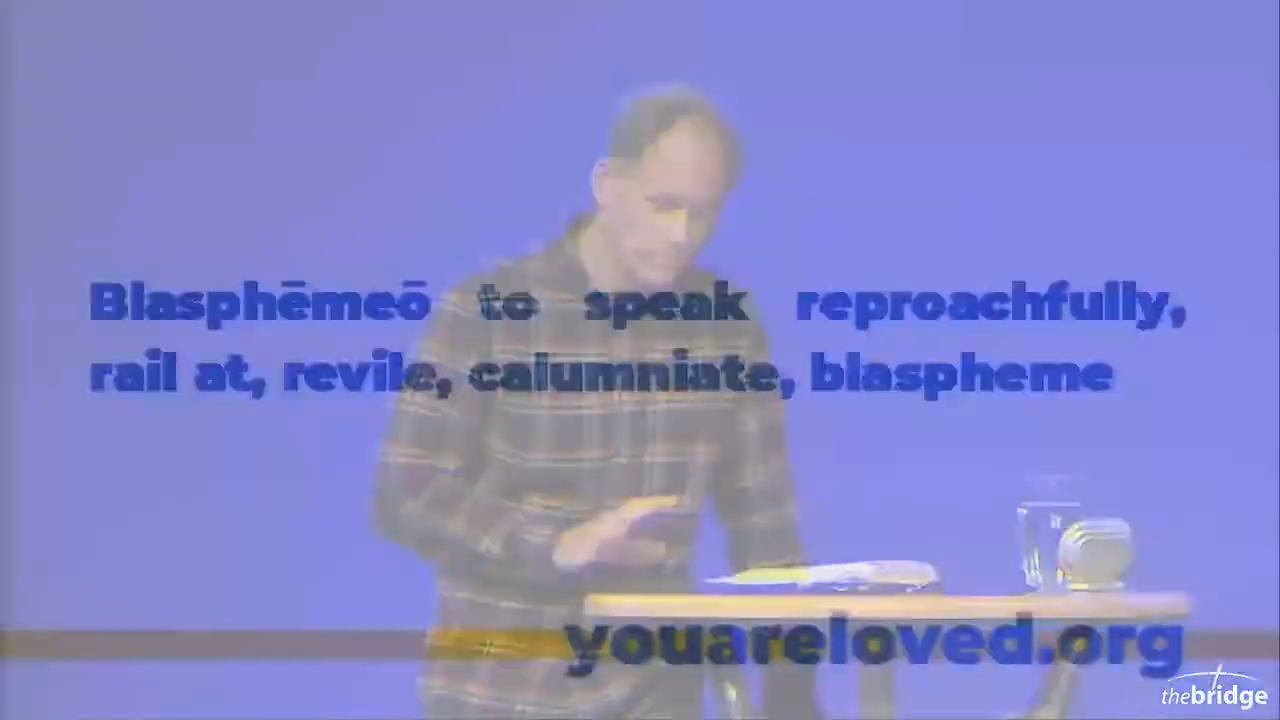 Blasphēmeō to speak reproachfully,
rail at, revile, calumniate, blaspheme
youareloved.org
thebridge